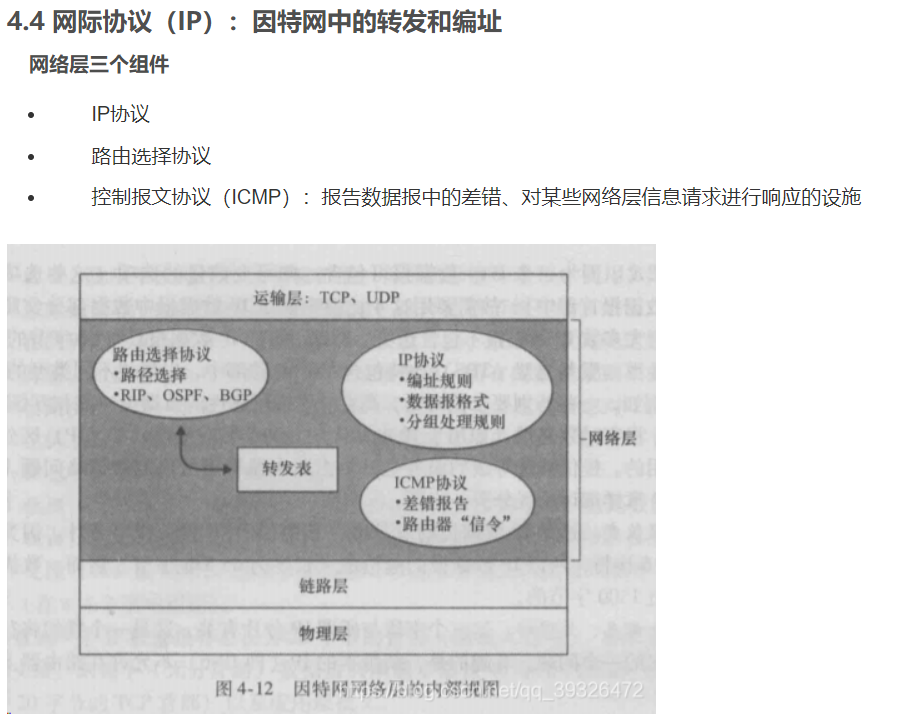 4.4 网际协议（IP）：因特网中的转发和编址
网络层三个组件
• IP协议
• 路由选择协议
• 控制报文协议（ICMP）：报告数据报中的差错、对某些网络层信息请求进行响应的设施
运输层：TCP、UDP
路由选择协议
•路径选择
•RIP、OSPF、BGP
IP协议
•编址规则
•数据报格式
•分组处理规则
网络层
转发表
ICMP协议
•差错报告
•路由器“信令”
链路层
物理层
图 4-12 因特网网络层的内部视图
https://blog.csdn.net/qq_39326472